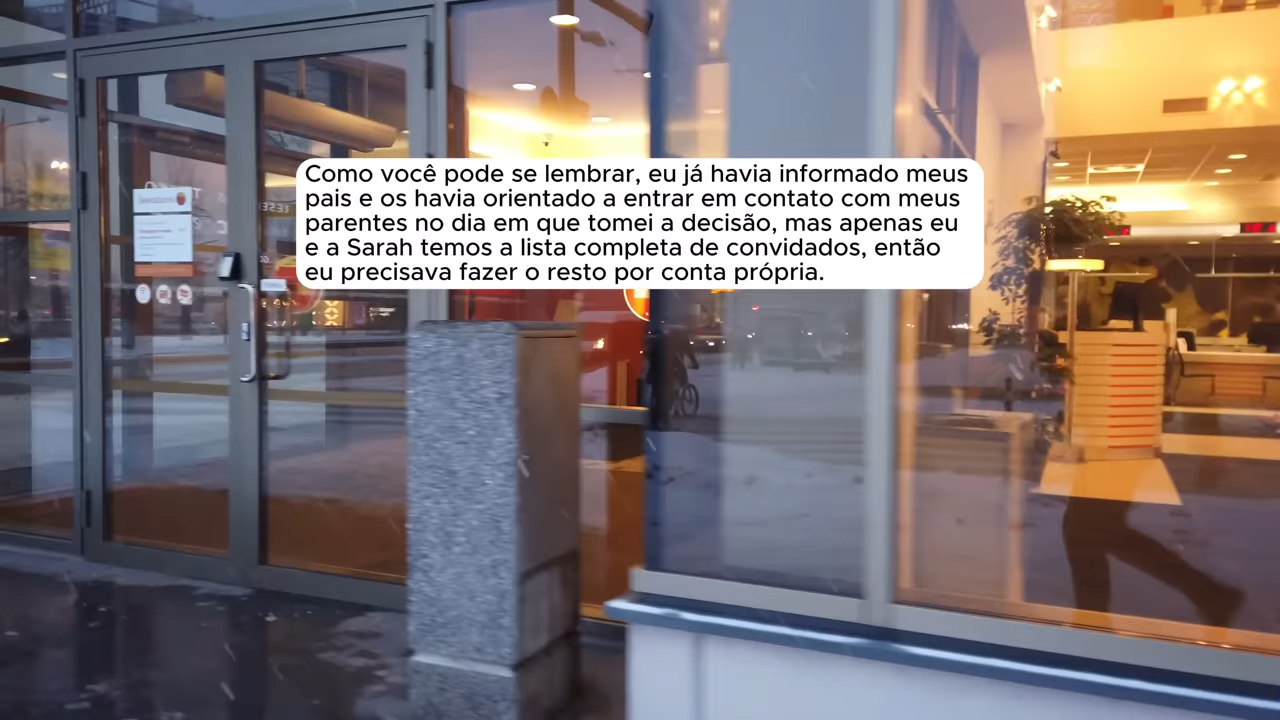 Como você pode se lembrar, eu já havia informado meus
pais e os havia orientado a entrar em contato com meus
parentes no dia em que tomei a decisão, mas apenas eu
e a Sarah temos a lista completa de convidados, então
eu precisava fazer o resto por conta própria.